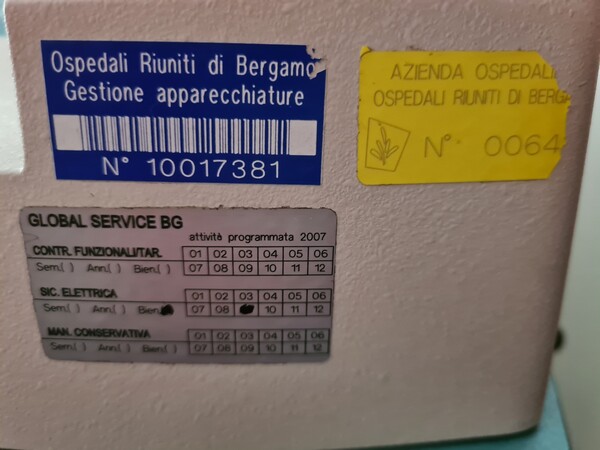 Ospedali Riuniti di Bergamo
Gestione apparecchiature
N° 10017381
AZIENDA
OSPEDALI RIUNITI DI
N° 0064
GLOBAL SERVICE BG
attività programmata 2007
CONTR. FUNZIONALI/TAR. 01 02 03 04 05 06
Sem.( ) Ann.( ) Bien.( ) 07 08 09 10 11 12
SIC. ELETTRICA 01 02 03 04 05 06
Sem.( ) Ann.( ) Bien. 07 08 10 11 12
MAN. CONSERVATIVA 01 02 03 04 05 06
Sem.( ) Ann.( ) Bien.( ) 07 08 09 10 11 12